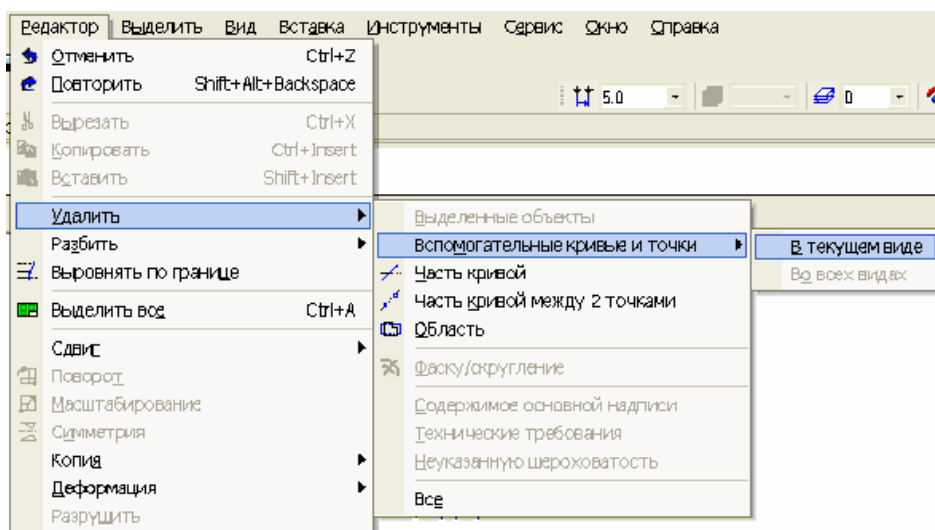 Редактор Выделить Вид Вставка Инструменты Сервис Окно Справка
Отменить Ctrl+Z
Повторить Shift+Alt+Backspace
5.0 0
Вырезать Ctrl+X
Копировать Ctrl+Insert
Вставить Shift+Insert
Удалить
Разбить
Выровнять по границе
Выделить все Ctrl+A
Сдвиг
Поворот
Масштабирование
Симметрия
Копия
Деформация
Разрушить
Выделенные объекты
Вспомогательные кривые и точки
Часть кривой
Часть кривой между 2 точками
Область
Фаску/скругление
Содержимое основной надписи
Технические требования
Неуказанную шероховатость
Все
В текущем виде
Во всех видах